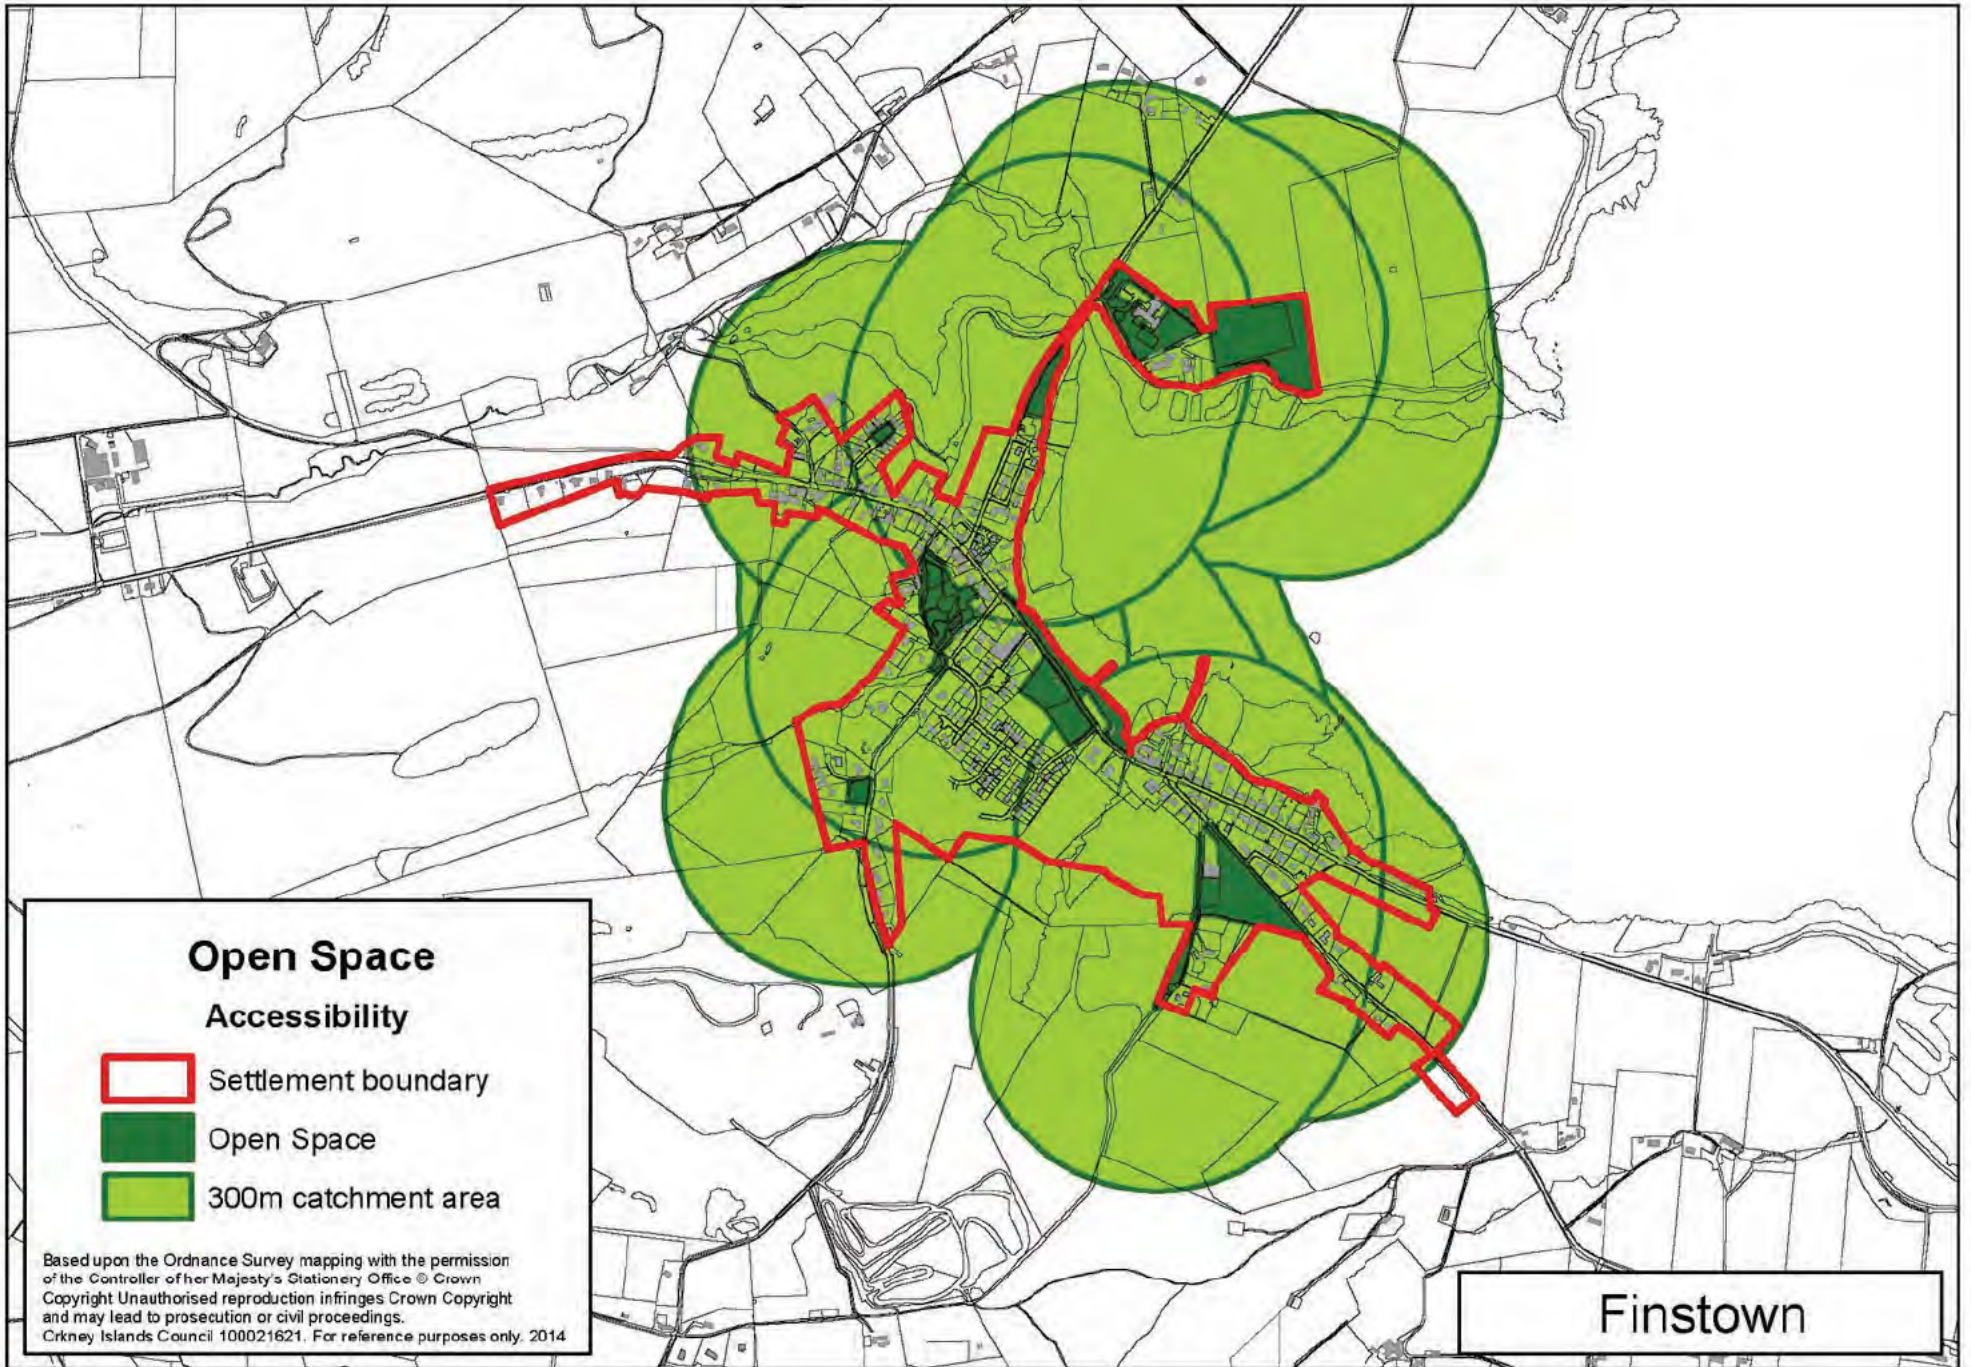 Open Space
Accessibility
Settlement boundary
Open Space
300m catchment area
Based upon the Ordnance Survey mapping with the permission
of the Controller of her Majesty's Stationery Office © Crown
Copyright Unauthorised reproduction infringes Crown Copyright
and may lead to prosecution or civil proceedings.
Orkney Islands Council 100021621. For reference purposes only. 2014
Finstown